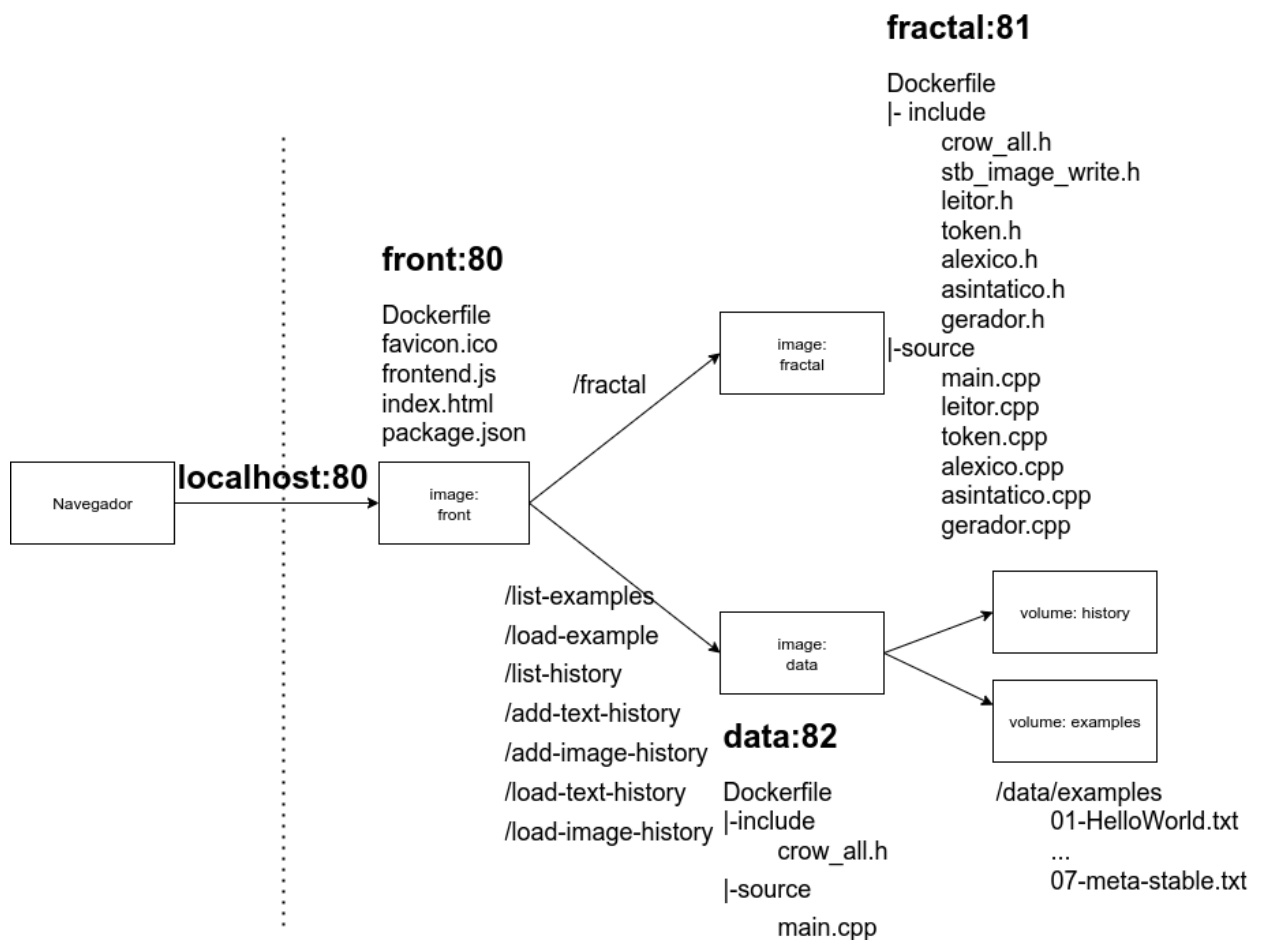 fractal:81
Dockerfile
|- include
crow_all.h
stb_image_write.h
leitor.h
token.h
alexico.h
asintatico.h
gerador.h
|-source
main.cpp
leitor.cpp
token.cpp
alexico.cpp
asintatico.cpp
gerador.cpp
front:80
Dockerfile
favicon.ico
frontend.js
index.html
package.json
image:
fractal
/fractal
localhost:80
Navegador
image:
front
/list-examples
/load-example
/list-history
/add-text-history
/add-image-history
/load-text-history
/load-image-history
image:
data
data:82
Dockerfile
|-include
crow_all.h
|-source
main.cpp
volume: history
volume: examples
/data/examples
01-HelloWorld.txt
...
07-meta-stable.txt